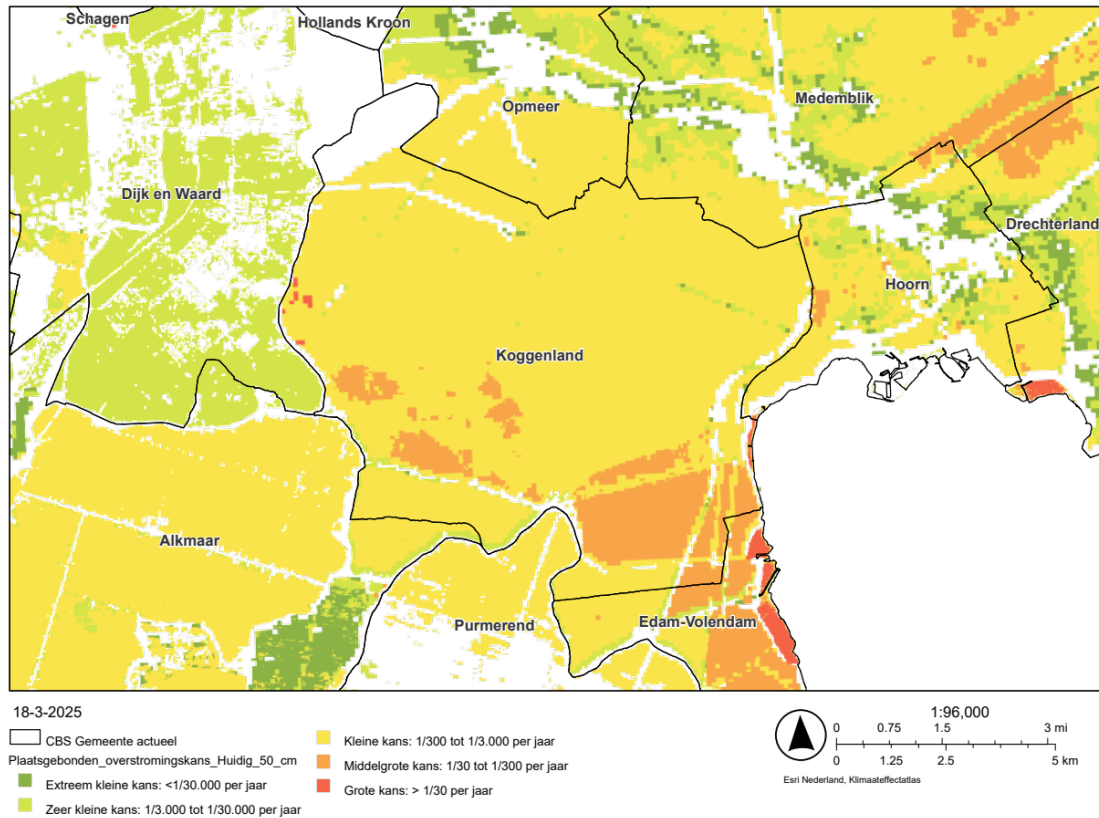 Schagen
Hollands Kroon
Opmeer
Medemblik
Dijk en Waard
Drechterland
Hoorn
Koggenland
Alkmaar
Purmerend
Edam-Volendam
18-3-2025
CBS Gemeente actueel
Plaatsgebonden_overstromingskans_Huidig_50_cm
Extreem kleine kans: <1/30.000 per jaar
Zeer kleine kans: 1/3.000 tot 1/30.000 per jaar
Kleine kans: 1/300 tot 1/3.000 per jaar
Middelgrote kans: 1/30 tot 1/300 per jaar
Grote kans: > 1/30 per jaar
1:96,000
0 0.75 1.5 3 mi
0 1.25 2.5 5 km
Esri Nederland, Klimaateffectatlas